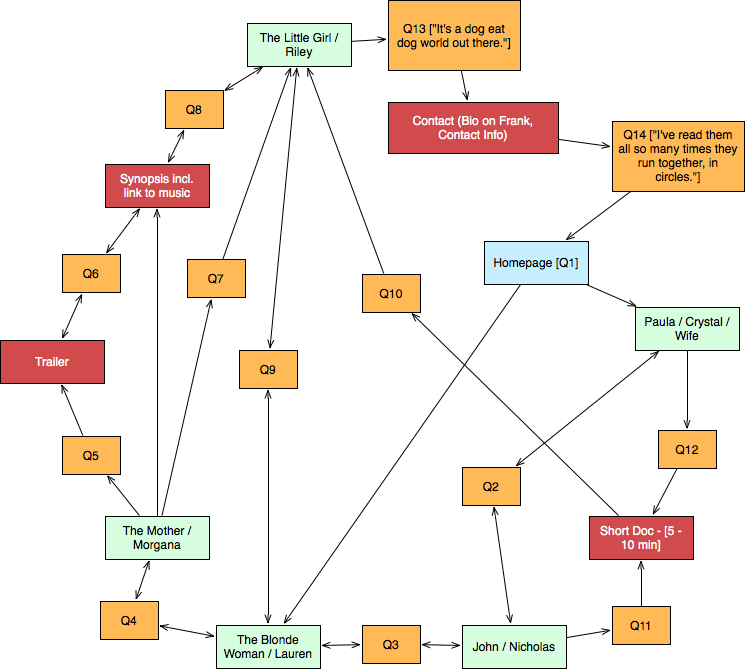 The Little Girl /
Riley
Q13 ["It's a dog eat
dog world out there."]
Q8
Contact (Bio on Frank,
Contact Info)
Q14 ["I've read them
all so many times they
run together, in
circles."]
Synopsis incl.
link to music
Q6
Q7
Q10
Homepage [Q1]
Paula / Crystal /
Wife
Trailer
Q9
Q5
Q2
Q12
The Mother /
Morgana
Short Doc - [5 -
10 min]
Q4
The Blonde
Woman / Lauren
Q3
John / Nicholas
Q11